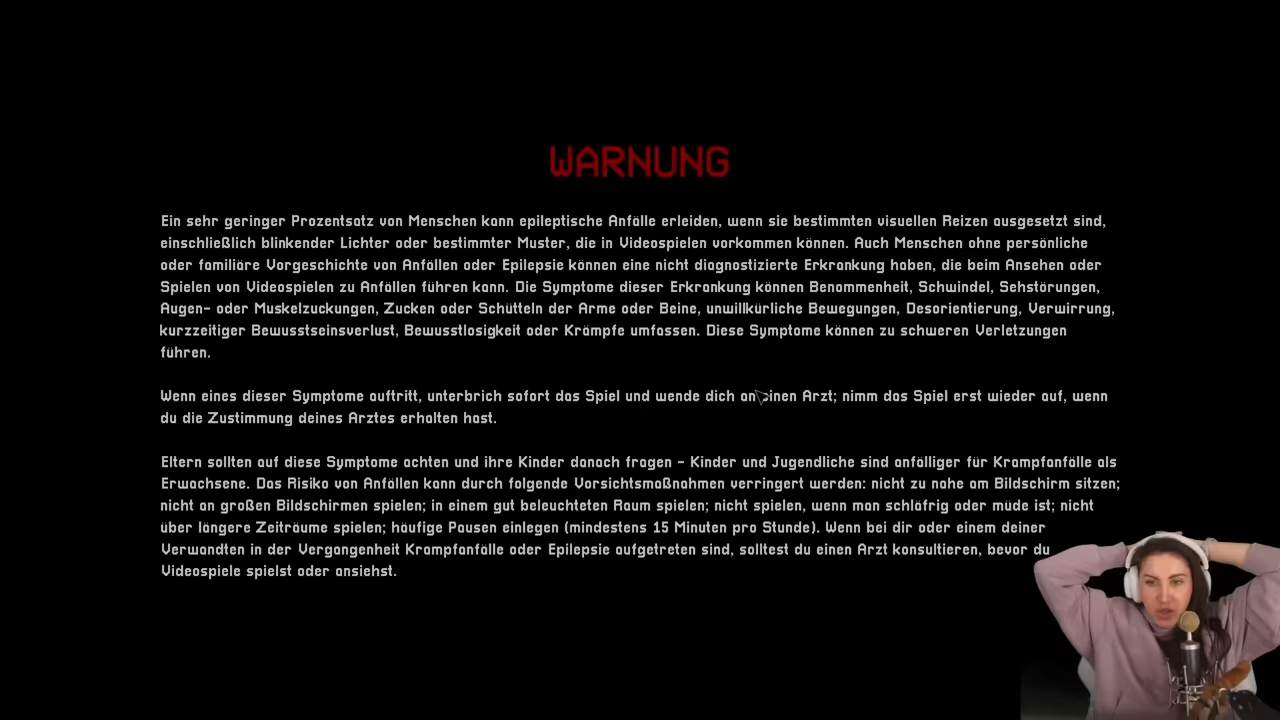 WARNUNG
Ein sehr geringer Prozentsatz von Menschen kann epileptische Anfälle erleiden, wenn sie bestimmten visuellen Reizen ausgesetzt sind,
einschließlich blinkender Lichter oder bestimmter Muster, die in Videospielen vorkommen können. Auch Menschen ohne persönliche
oder familiäre Vorgeschichte von Anfällen oder Epilepsie können eine nicht diagnostizierte Erkrankung haben, die beim Ansehen oder
Spielen von Videospielen zu Anfällen führen kann. Die Symptome dieser Erkrankung können Benommenheit, Schwindel, Sehstörungen,
Augen- oder Muskelzuckungen, Zucken oder Schütteln der Arme oder Beine, unwillkürliche Bewegungen, Desorientierung, Verwirrung,
kurzzeitiger Bewusstseinsverlust, Bewusstlosigkeit oder Krämpfe umfassen. Diese Symptome können zu schweren Verletzungen
führen.
Wenn eines dieser Symptome auftritt, unterbrich sofort das Spiel und wende dich an einen Arzt; nimm das Spiel erst wieder auf, wenn
du die Zustimmung deines Arztes erhalten hast.
Eltern sollten auf diese Symptome achten und ihre Kinder danach fragen - Kinder und Jugendliche sind anfälliger für Krampfanfälle als
Erwachsene. Das Risiko von Anfällen kann durch folgende Vorsichtsmaßnahmen verringert werden: nicht zu nahe am Bildschirm sitzen;
nicht an großen Bildschirmen spielen; in einem gut beleuchteten Raum spielen; nicht spielen, wenn man schläfrig oder müde ist; nicht
über längere Zeiträume spielen; häufige Pausen einlegen (mindestens 15 Minuten pro Stunde). Wenn bei dir oder einem deiner
Verwandten in der Vergangenheit Krampfanfälle oder Epilepsie aufgetreten sind, solltest du einen Arzt konsultieren, bevor du
Videospiele spielst oder ansiehst.